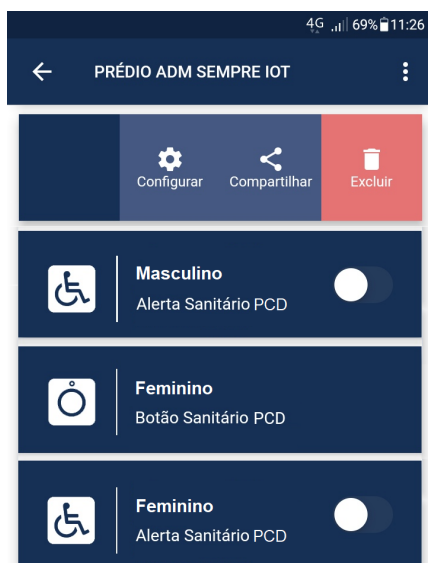 4G 69% 11:26
PRÉDIO ADM SEMPRE IOT
Configurar Compartilhar Excluir
Masculino
Alerta Sanitário PCD
Feminino
Botão Sanitário PCD
Feminino
Alerta Sanitário PCD